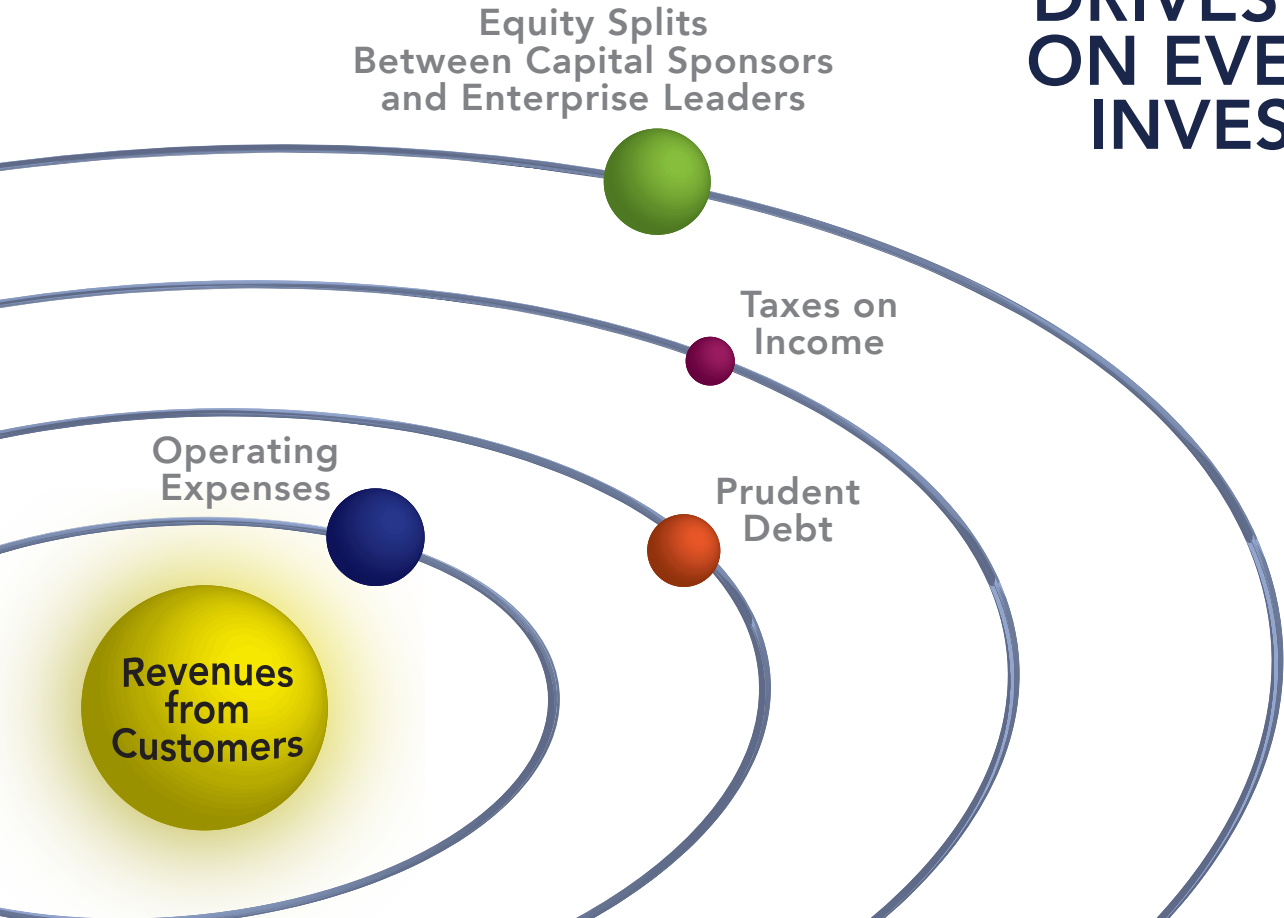 Equity Splits
Between Capital Sponsors
and Enterprise Leaders
DRIVES
ON EVE
INVES
Taxes on
Income
Operating
Expenses
Prudent
Debt
Revenues
from
Customers